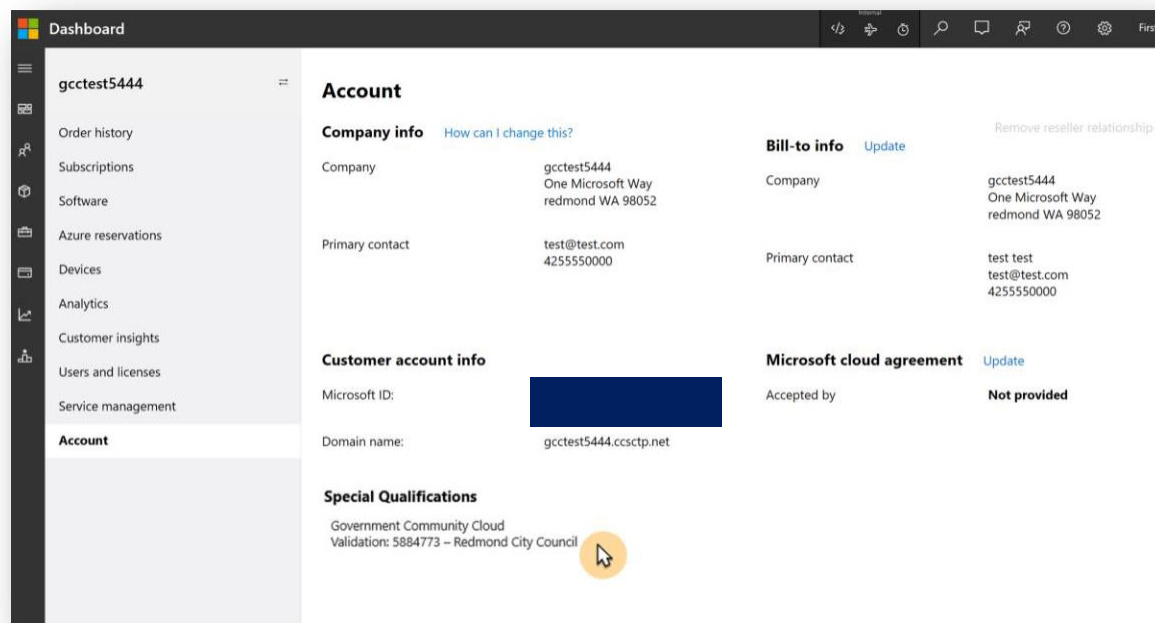 Dashboard
Internal
gcctest5444
Order history
Subscriptions
Software
Azure reservations
Devices
Analytics
Customer insights
Users and licenses
Service management
Account
Account
Company info How can I change this?
Company
gcctest5444
One Microsoft Way
redmond WA 98052
Primary contact
test@test.com
4255550000
Remove reseller relationship
Bill-to info Update
Company
gcctest5444
One Microsoft Way
redmond WA 98052
Primary contact
test test
test@test.com
4255550000
Customer account info
Microsoft ID:
Domain name: gcctest5444.ccsctp.net
Microsoft cloud agreement Update
Accepted by Not provided
Special Qualifications
Government Community Cloud
Validation: 5884773 – Redmond City Council